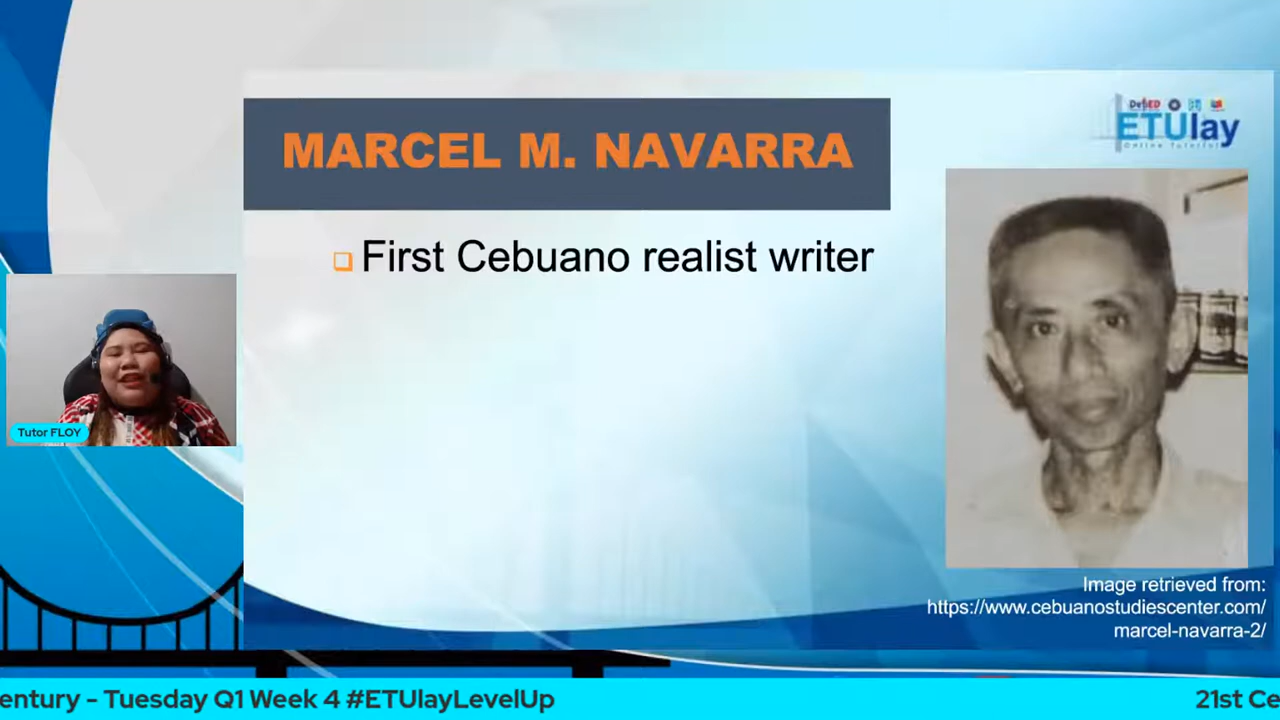 MARCEL M. NAVARRA
DepED
ETUlay
Online Tutorial
First Cebuano realist writer
Tutor FLOY
Image retrieved from:
https://www.cebuanostudiescenter.com/
marcel-navarra-2/
entury - Tuesday Q1 Week 4 #ETUlayLevelUp
21st Ce